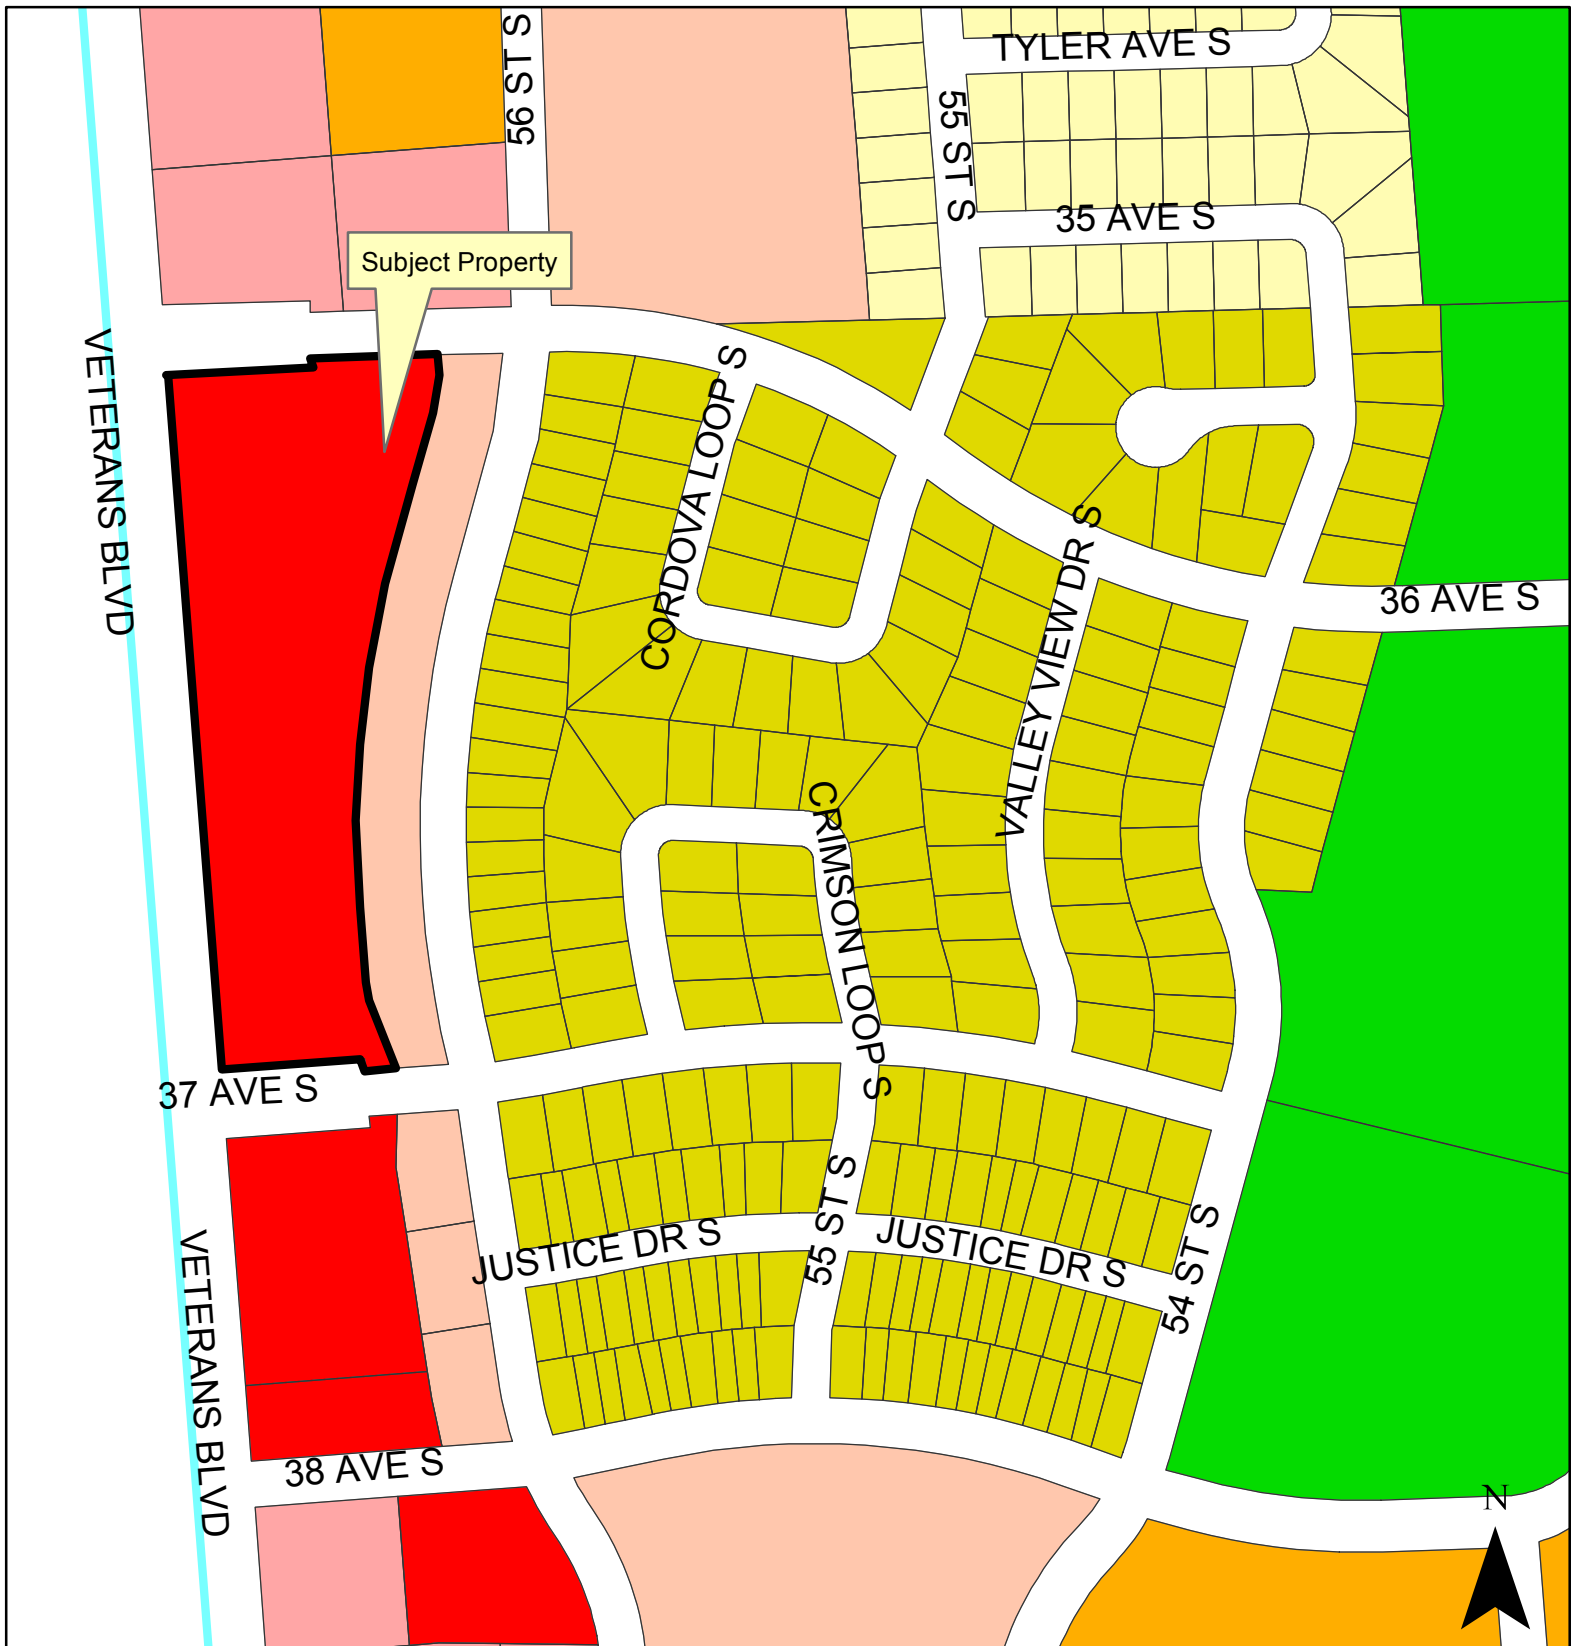 56 ST S
TYLER AVE S
55 ST S
35 AVE S
Subject Property
VETERANS BLVD
CORDOVA LOOP S
VALLEY VIEW DR S
36 AVE S
CRIMSON LOOP S
37 AVE S
55 ST S
JUSTICE DR S
JUSTICE DR S
54 ST S
VETERANS BLVD
38 AVE S
N